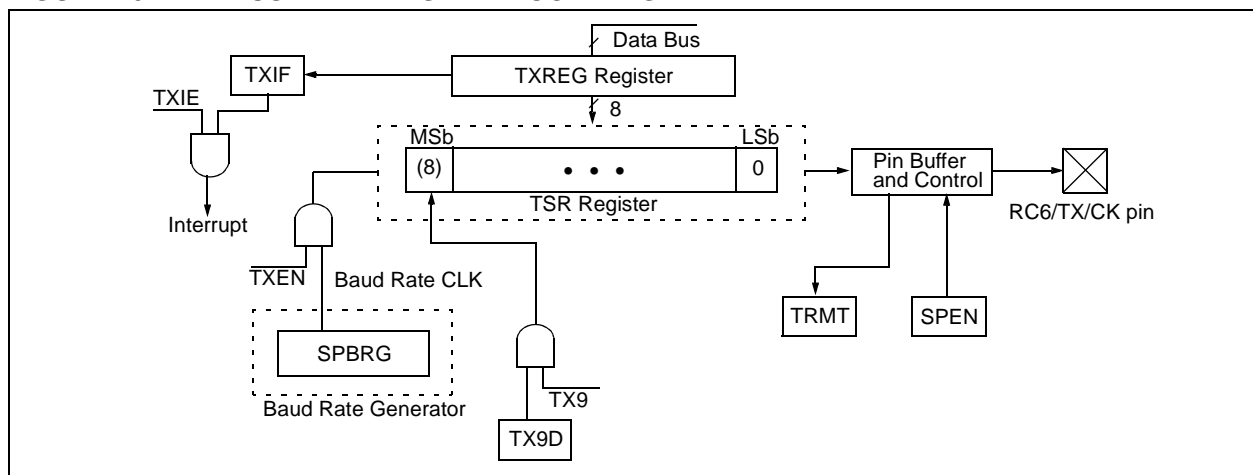 Data Bus
TXREG Register
TXIF
8
TXIE
MSb
LSb
(8)
• • •
0
TSR Register
Pin Buffer
and Control
RC6/TX/CK pin
Interrupt
TXEN
Baud Rate CLK
TRMT
SPEN
SPBRG
Baud Rate Generator
TX9
TX9D